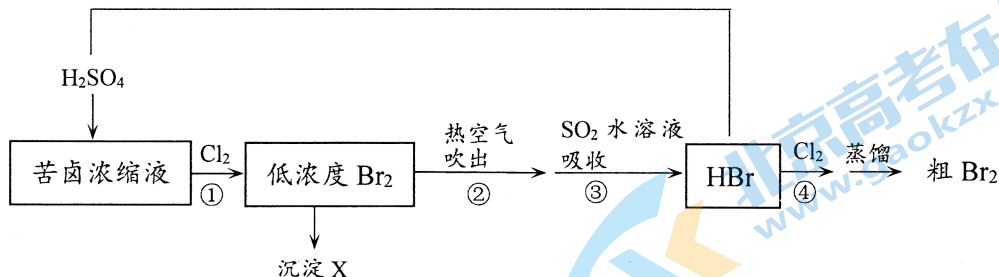 H₂SO₄
苦卤浓缩液
Cl₂
①
低浓度 Br₂
沉淀 X
热空气
吹出
②
SO₂ 水溶液
吸收
③
HBr
Cl₂
④
蒸馏
粗 Br₂
北京高考在
www.gaokzx